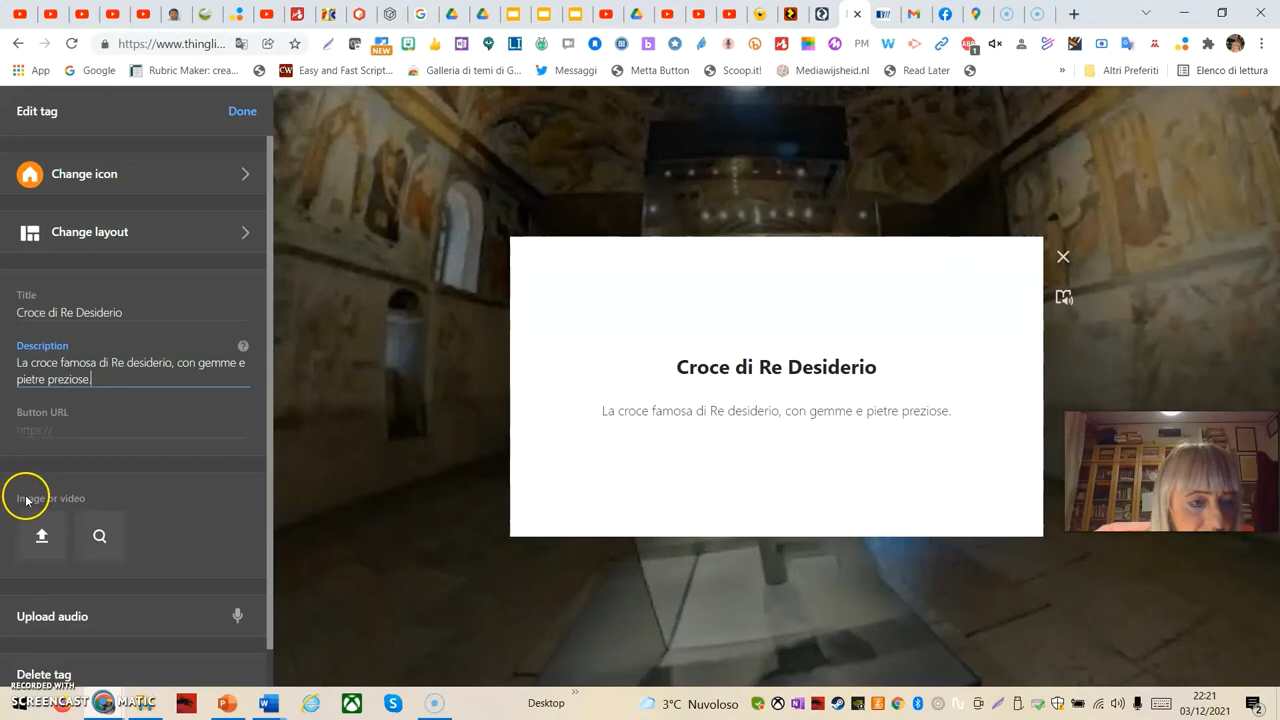 https://www.thingli
NEW
PM
App
Google
Rubric Maker: crea...
Easy and Fast Script...
Galleria di temi di G...
Messaggi
Metta Button
Scoop.it!
Mediawijsheid.nl
Read Later
»
Altri Preferiti
Elenco di lettura
Edit tag
Done
Change icon
Change layout
Title
Croce di Re Desiderio
Description
La croce famosa di Re desiderio, con gemme e
pietre preziose.
Button URL
https://
Image or video
Upload audio
Delete tag
Croce di Re Desiderio
La croce famosa di Re desiderio, con gemme e pietre preziose.
RECORDED WITH
SCREENCAST MATIC
Desktop
3°C Nuvoloso
22:21
03/12/2021
2